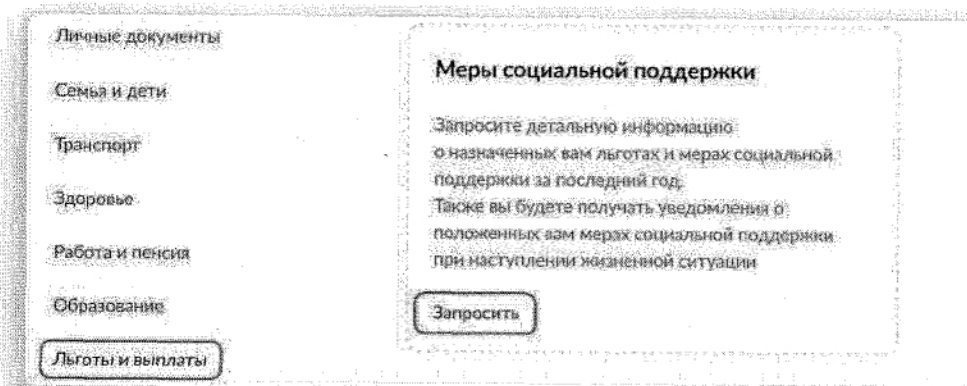 Личные документы
Семья и дети
Транспорт
Здоровье
Работа и пенсия
Образование
Льготы и выплаты
Меры социальной поддержки
Запросите детальную информацию
о назначенных вам льготах и мерах социальной
поддержки за последний год.
Также вы будете получать уведомления о
положенных вам мерах социальной поддержки
при наступлении жизненной ситуации
Запросить